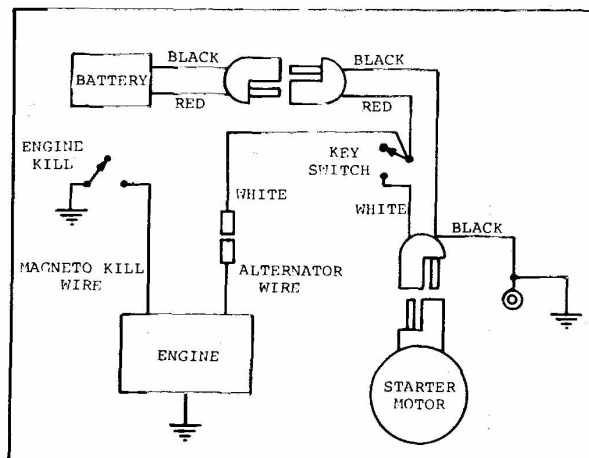 BLACK
BLACK
BATTERY
RED
RED
ENGINE
KILL
KEY
SWITCH
WHITE
WHITE
BLACK
MAGNETO KILL
WIRE
ALTERNATOR
WIRE
ENGINE
STARTER
MOTOR